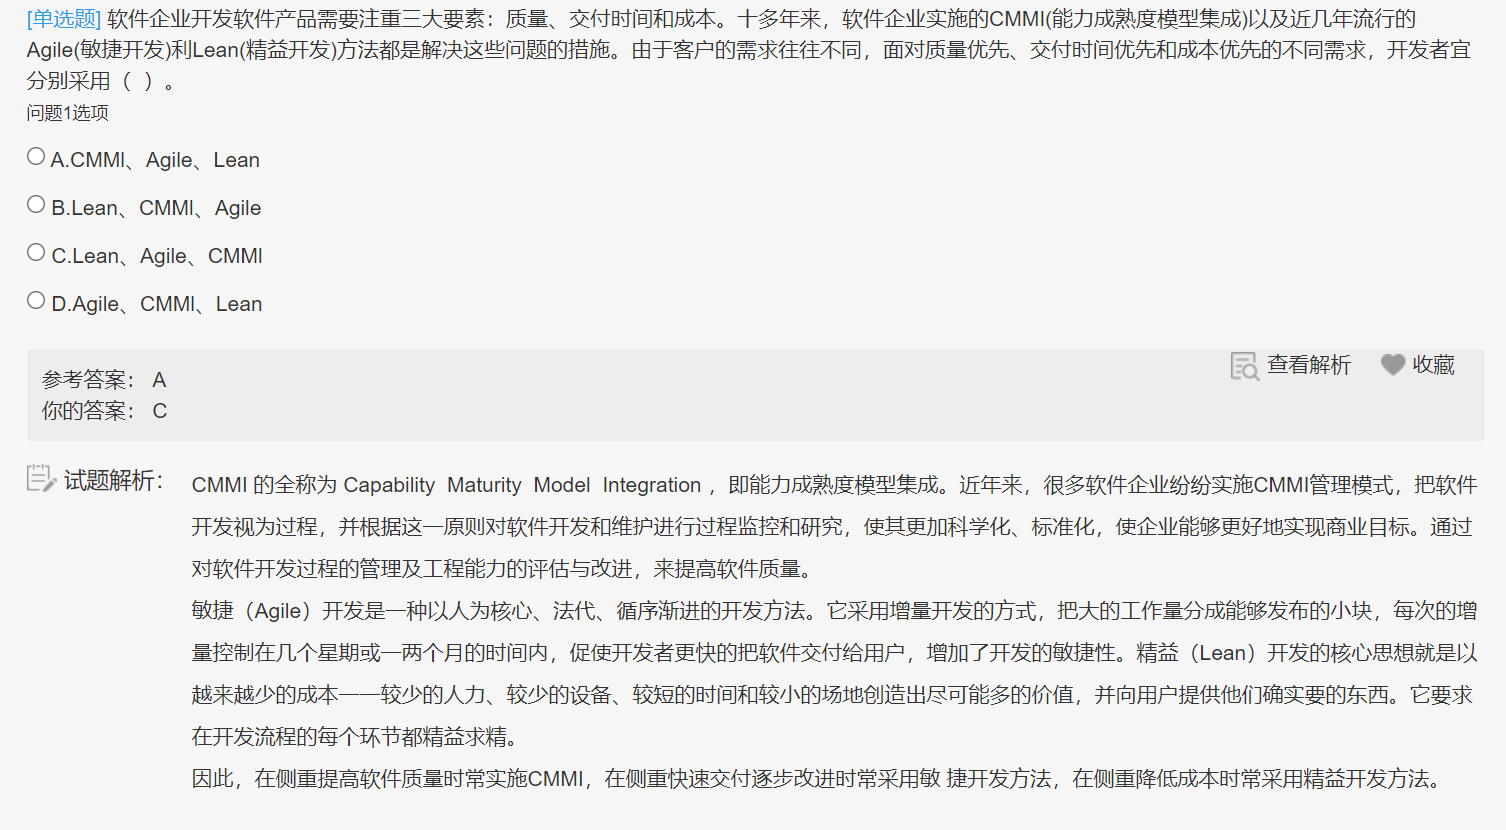 [单选题] 软件企业开发软件产品需要注重三大要素：质量、交付时间和成本。十多年来，软件企业实施的CMMI(能力成熟度模型集成)以及近几年流行的
Agile(敏捷开发)利Lean(精益开发)方法都是解决这些问题的措施。由于客户的需求往往不同，面对质量优先、交付时间优先和成本优先的不同需求，开发者宜
分别采用（ ）。
问题1选项
A.CMMI、Agile、Lean
B.Lean、CMMI、Agile
C.Lean、Agile、CMMI
D.Agile、CMMI、Lean
查看解析 收藏
参考答案： A
你的答案： C
试题解析： CMMI 的全称为 Capability Maturity Model Integration ，即能力成熟度模型集成。近年来，很多软件企业纷纷实施CMMI管理模式，把软件
开发视为过程，并根据这一原则对软件开发和维护进行过程监控和研究，使其更加科学化、标准化，使企业能够更好地实现商业目标。通过
对软件开发过程的管理及工程能力的评估与改进，来提高软件质量。
敏捷（Agile）开发是一种以人为核心、法代、循序渐进的开发方法。它采用增量开发的方式，把大的工作量分成能够发布的小块，每次的增
量控制在几个星期或一两个月的时间内，促使开发者更快的把软件交付给用户，增加了开发的敏捷性。精益（Lean）开发的核心思想就是以
越来越少的成本一一较少的人力、较少的设备、较短的时间和较小的场地创造出尽可能多的价值，并向用户提供他们确实要的东西。它要求
在开发流程的每个环节都精益求精。
因此，在侧重提高软件质量时常实施CMMI，在侧重快速交付逐步改进时常采用敏 捷开发方法，在侧重降低成本时常采用精益开发方法。